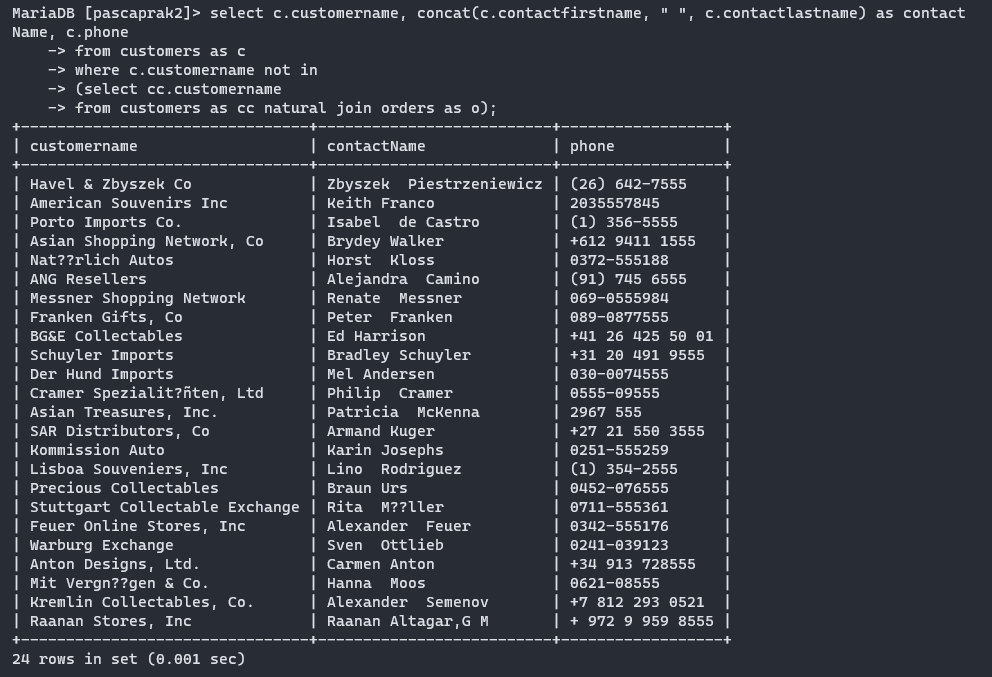 MariaDB [pascaprak2]> select c.customername, concat(c.contactfirstname, " ", c.contactlastname) as contact
Name, c.phone
    -> from customers as c
    -> where c.customername not in
    -> (select cc.customername
    -> from customers as cc natural join orders as o);
+--------------------------------+--------------------------+------------------+
| customername                   | contactName              | phone            |
+--------------------------------+--------------------------+------------------+
| Havel & Zbyszek Co             | Zbyszek  Piestrzeniewicz | (26) 642-7555    |
| American Souvenirs Inc         | Keith Franco             | 2035557845       |
| Porto Imports Co.              | Isabel  de Castro        | (1) 356-5555     |
| Asian Shopping Network, Co     | Brydey Walker            | +612 9411 1555   |
| Nat??rlich Autos               | Horst  Kloss             | 0372-555188      |
| ANG Resellers                  | Alejandra  Camino        | (91) 745 6555    |
| Messner Shopping Network       | Renate  Messner          | 069-0555984      |
| Franken Gifts, Co              | Peter  Franken           | 089-0877555      |
| BG&E Collectables              | Ed Harrison              | +41 26 425 50 01 |
| Schuyler Imports               | Bradley Schuyler         | +31 20 491 9555  |
| Der Hund Imports               | Mel Andersen             | 030-0074555      |
| Cramer Spezialit?ñten, Ltd     | Philip  Cramer           | 0555-09555       |
| Asian Treasures, Inc.          | Patricia  McKenna        | 2967 555         |
| SAR Distributors, Co           | Armand Kuger             | +27 21 550 3555  |
| Kommission Auto                | Karin Josephs            | 0251-555259      |
| Lisboa Souveniers, Inc         | Lino  Rodriguez          | (1) 354-2555     |
| Precious Collectables          | Braun Urs                | 0452-076555      |
| Stuttgart Collectable Exchange | Rita  M??ller            | 0711-555361      |
| Feuer Online Stores, Inc       | Alexander  Feuer         | 0342-555176      |
| Warburg Exchange               | Sven  Ottlieb            | 0241-039123      |
| Anton Designs, Ltd.            | Carmen Anton             | +34 913 728555   |
| Mit Vergn??gen & Co.           | Hanna  Moos              | 0621-08555       |
| Kremlin Collectables, Co.      | Alexander  Semenov       | +7 812 293 0521  |
| Raanan Stores, Inc             | Raanan Altagar,G M       | + 972 9 959 8555 |
+--------------------------------+--------------------------+------------------+
24 rows in set (0.001 sec)